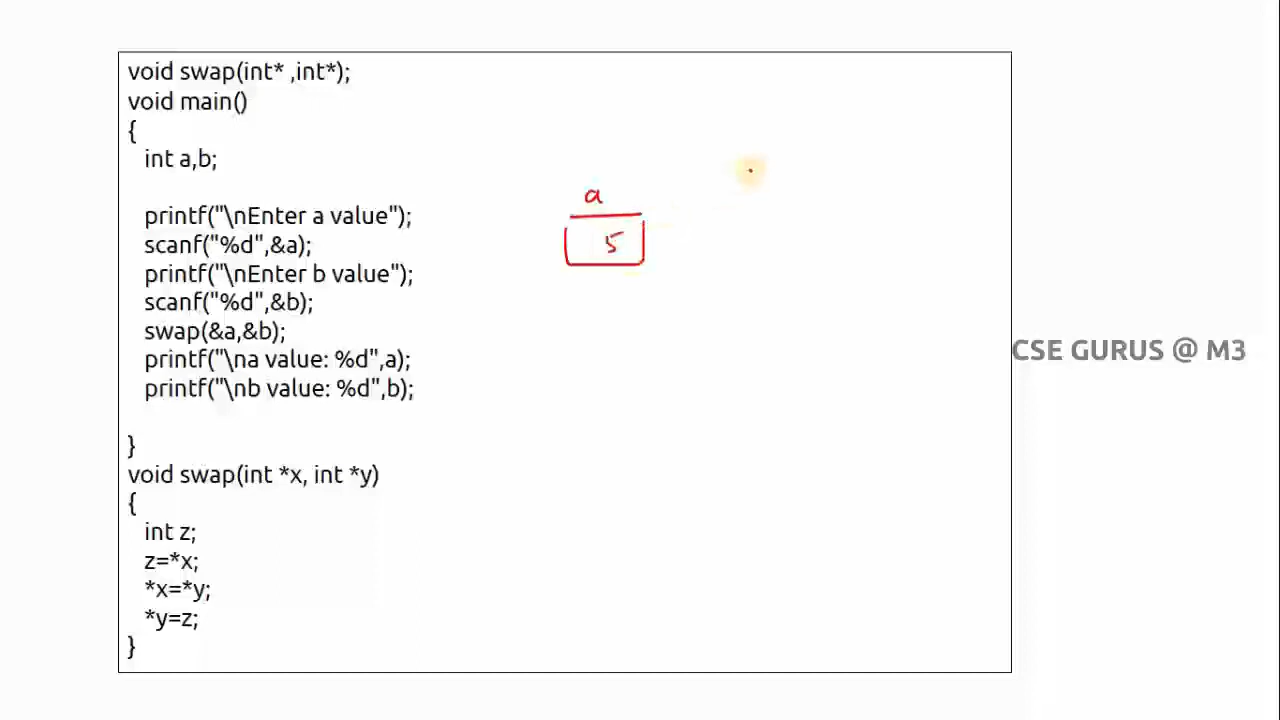 void swap(int* ,int*);
void main()
{
int a,b;
printf("\nEnter a value");
scanf("%d",&a);
printf("\nEnter b value");
scanf("%d",&b);
swap(&a,&b);
printf("\na value: %d",a);
printf("\nb value: %d",b);
}
void swap(int *x, int *y)
{
int z;
z=*x;
*x=*y;
*y=z;
}
a
5
CSE GURUS @ M3